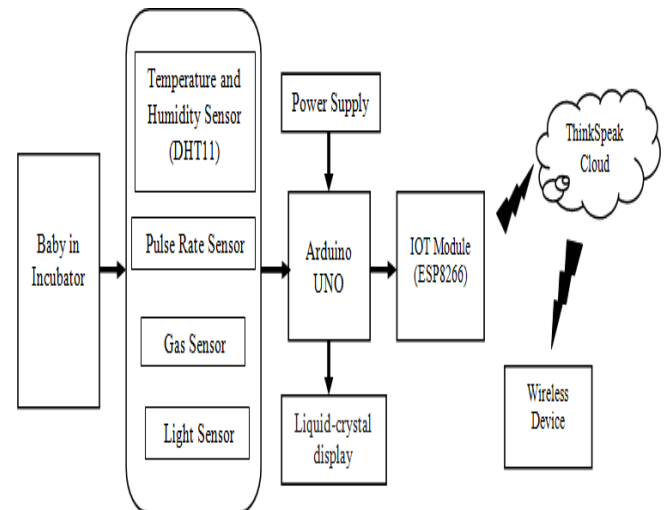 Baby in
Incubator
Temperature and
Humidity Sensor
(DHT11)
Pulse Rate Sensor
Gas Sensor
Light Sensor
Power Supply
Arduino
UNO
Liquid-crystal
display
IOT Module
(ESP8266)
ThinkSpeak
Cloud
Wireless
Device